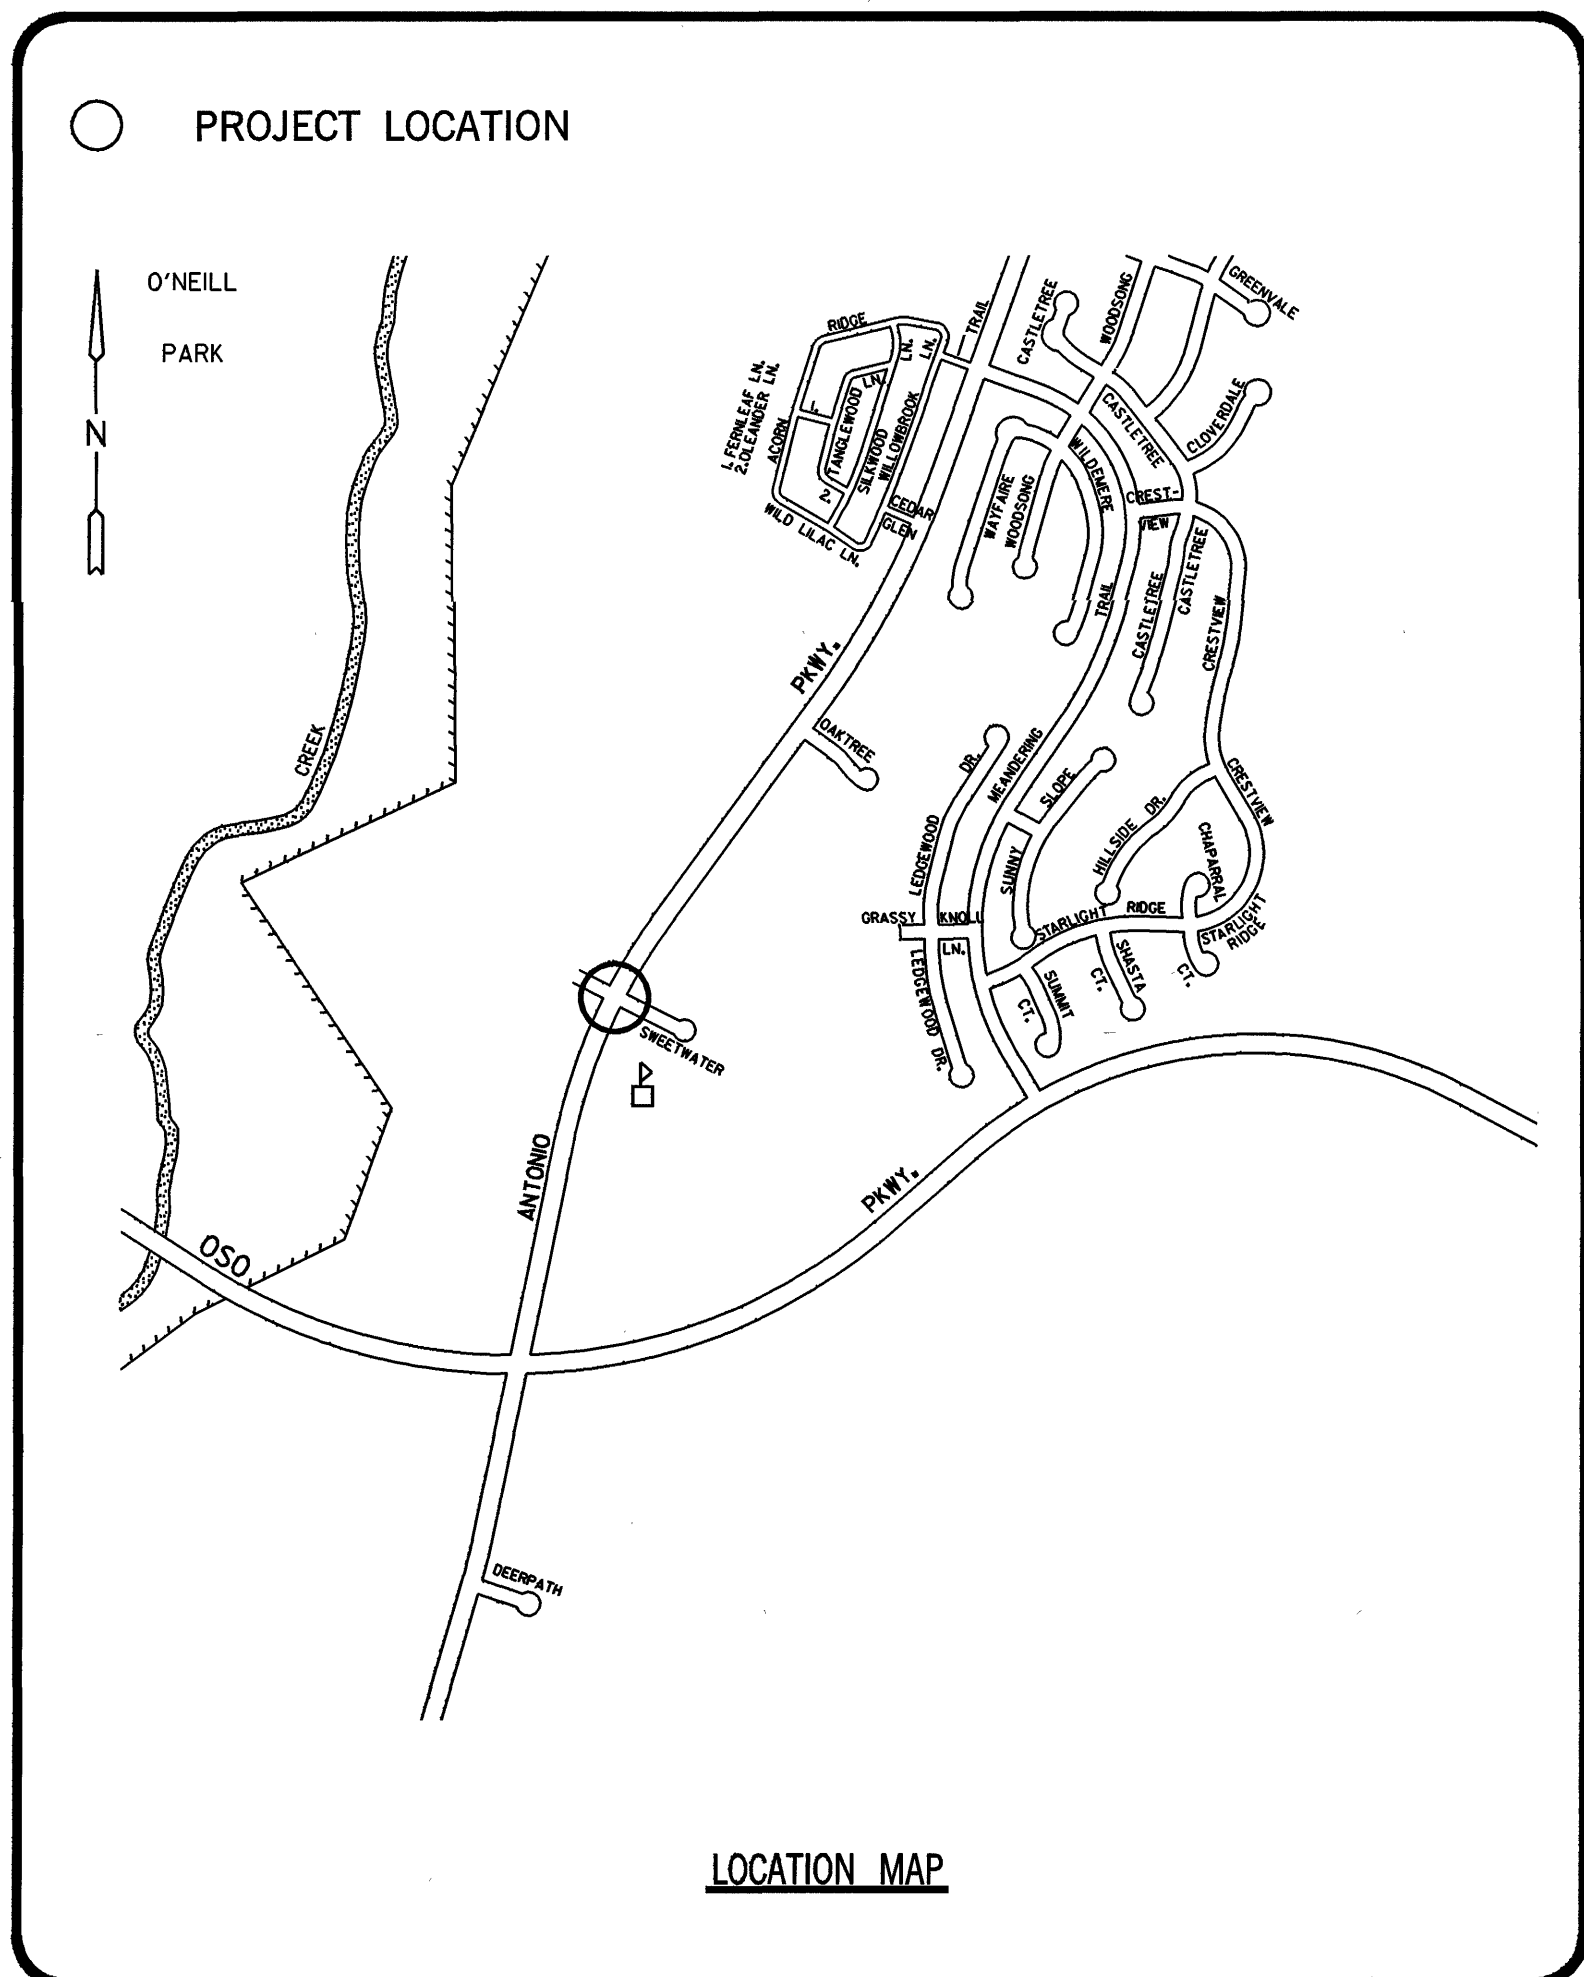 PROJECT LOCATION
O'NEILL
PARK
N
CREEK
RIDGE
TRAIL
CASTLETREE
WOODSONG
GREENVALE
1. FERNLEAF LN.
2. OLEANDER LN.
ACORN
1.
LN.
TANGLEWOOD
LN.
LN.
SILKWOOD
WILLOWBROOK
2.
CEDAR
GLEN
WILD LILAC LN.
CASTLETREE
CLOVERDALE
WILDEMERE
WAYFAIRE
WOODSONG
CREST-
VIEW
TRAIL
CASTLETREE
CASTLETREE
CRESTVIEW
PKWY.
OAKTREE
DR.
MEANDERING
SLOPE
HILLSIDE DR.
CRESTVIEW
CHAPARRAL
LEDGEWOOD
SUNNY
GRASSY KNOLL
LN.
STARLIGHT RIDGE
STARLIGHT
RIDGE
LEDGEWOOD DR.
SUMMIT
CT.
SHASTA
CT.
CT.
SWEETWATER
ANTONIO
PKWY.
OSO
DEERPATH
LOCATION MAP